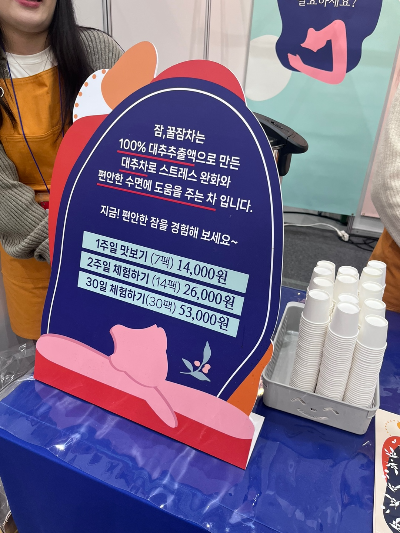 필요하세요?
잠,꿀잠차는
100% 대추추출액으로 만든
대추차로 스트레스 완화와
편안한 수면에 도움을 주는 차 입니다.
지금! 편안한 잠을 경험해 보세요~
1주일 맛보기 (7팩) 14,000원
2주일 체험하기 (14팩) 26,000원
30일 체험하기(30팩) 53,000원